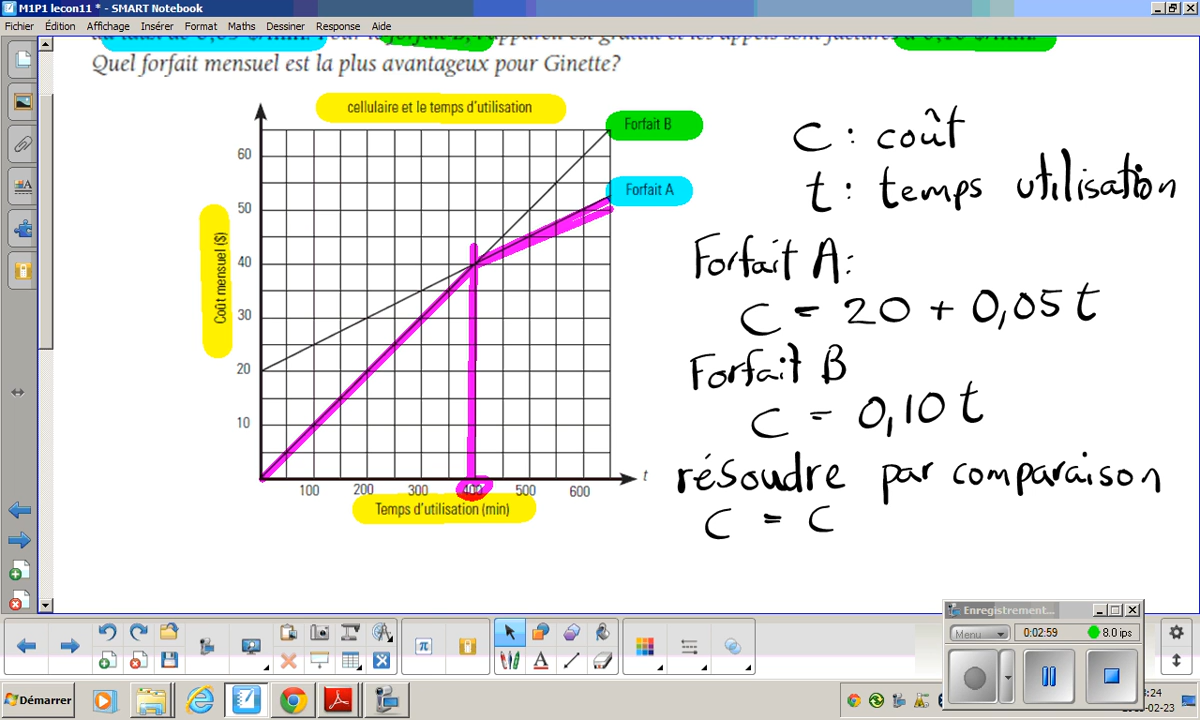 M1P1 lecon11 * - SMART Notebook
Fichier Édition Affichage Insérer Format Maths Dessiner Response Aide
Quel forfait mensuel est la plus avantageux pour Ginette?
cellulaire et le temps d'utilisation
Forfait B
Forfait A
Coût mensuel ($)
60
50
40
30
20
10
100 200 300 400 500 600
t
Temps d'utilisation (min)
C : coût
t : temps utilisation
Forfait A:
C = 20 + 0,05 t
Forfait B
C = 0,10 t
résoudre par comparaison
C = C
Enregistrement...
Menu 0:02:59 8.0 ips
Démarrer